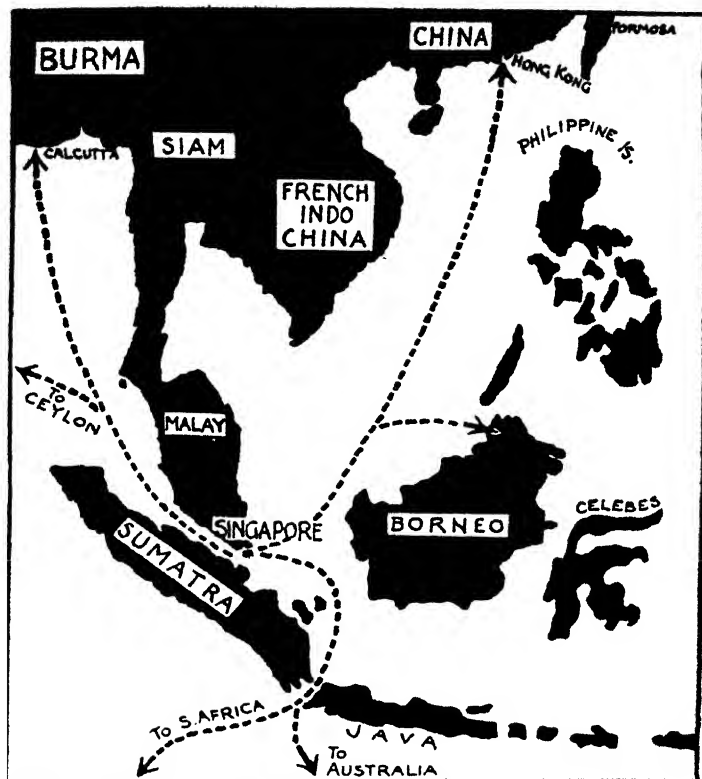 CHINA
FORMOSA
BURMA
HONG KONG
CALCUTTA
SIAM
PHILIPPINE IS.
FRENCH
INDO
CHINA
TO
CEYLON
MALAY
SINGAPORE
BORNEO
CELEBES
SUMATRA
TO S. AFRICA
JAVA
TO
AUSTRALIA